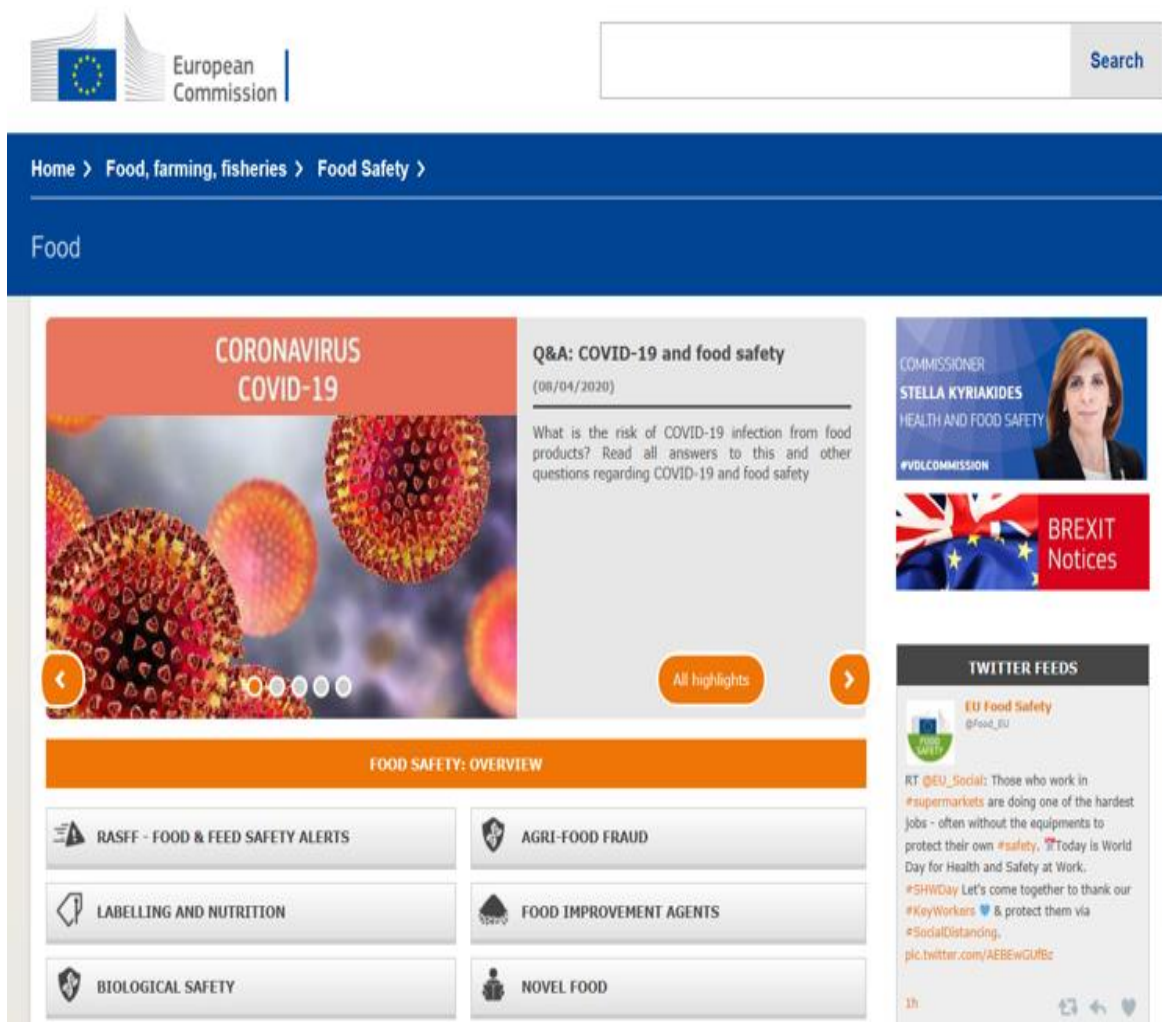 European
Commission
Search
Home > Food, farming, fisheries > Food Safety >
Food
CORONAVIRUS
COVID-19
Q&A: COVID-19 and food safety
(08/04/2020)
What is the risk of COVID-19 infection from food
products? Read all answers to this and other
questions regarding COVID-19 and food safety
All highlights
COMMISSIONER
STELLA KYRIAKIDES
HEALTH AND FOOD SAFETY
#VDLCOMMISSION
BREXIT
Notices
FOOD SAFETY: OVERVIEW
RASFF - FOOD & FEED SAFETY ALERTS
AGRI-FOOD FRAUD
LABELLING AND NUTRITION
FOOD IMPROVEMENT AGENTS
BIOLOGICAL SAFETY
NOVEL FOOD
TWITTER FEEDS
EU Food Safety
@Food_EU
FOOD
SAFETY
RT @EU_Social: Those who work in
#supermarkets are doing one of the hardest
jobs - often without the equipments to
protect their own #safety. Today is World
Day for Health and Safety at Work.
#SHWDay Let's come together to thank our
#KeyWorkers 💙 & protect them via
#SocialDistancing.
pic.twitter.com/AEBEwGUfBz
1h